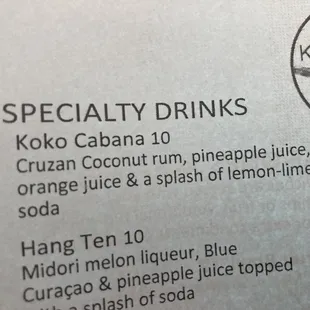 SPECIALTY DRINKS
Koko Cabana 10
Cruzan Coconut rum, pineapple juice,
orange juice & a splash of lemon-lime
soda
Hang Ten 10
Midori melon liqueur, Blue
Curaçao & pineapple juice topped
with a splash of soda
K